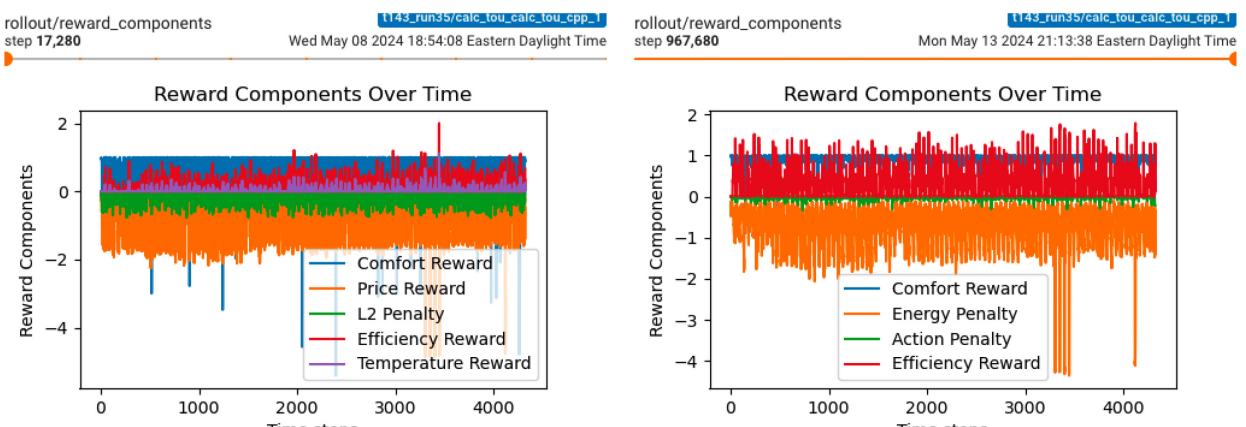 rollout/reward_components
t143_run35/calc_tou_calc_tou_cpp_1
step 17,280
Wed May 08 2024 18:54:08 Eastern Daylight Time
Reward Components Over Time
2
0
−2
−4
Reward Components
Comfort Reward
Price Reward
L2 Penalty
Efficiency Reward
Temperature Reward
0
1000
2000
3000
4000
Time steps
rollout/reward_components
t143_run35/calc_tou_calc_tou_cpp_1
step 967,680
Mon May 13 2024 21:13:38 Eastern Daylight Time
Reward Components Over Time
2
1
0
−1
−2
−3
−4
Reward Components
Comfort Reward
Energy Penalty
Action Penalty
Efficiency Reward
0
1000
2000
3000
4000
Time steps